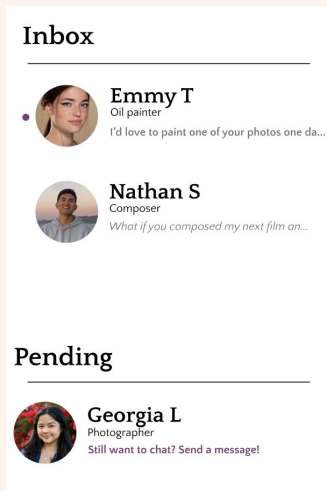 Inbox
Emmy T
Oil painter
I'd love to paint one of your photos one da...
Nathan S
Composer
What if you composed my next film an...
Pending
Georgia L
Photographer
Still want to chat? Send a message!